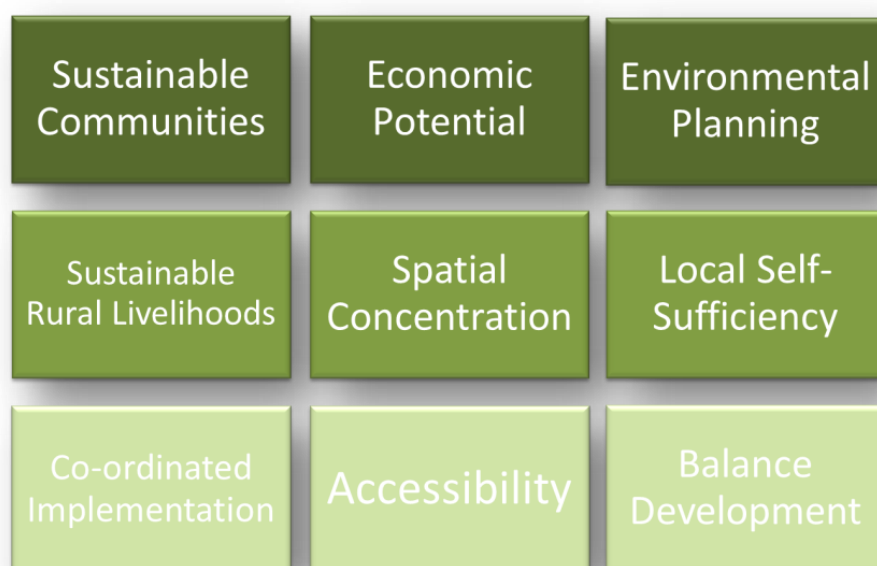 Sustainable
Communities
Economic
Potential
Environmental
Planning
Sustainable
Rural Livelihoods
Spatial
Concentration
Local Self-
Sufficiency
Co-ordinated
Implementation
Accessibility
Balance
Development